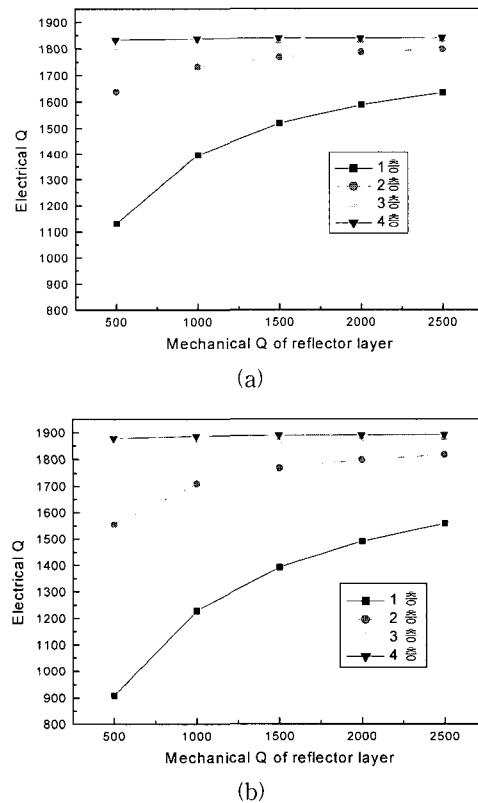 1900
1800
1700
1600
1500
1400
1300
1200
1100
1000
900
800
Electrical Q
1 층
2 층
3 층
4 층
500 1000 1500 2000 2500
Mechanical Q of reflector layer
(a)
1900
1800
1700
1600
1500
1400
1300
1200
1100
1000
900
800
Electrical Q
1 층
2 층
3 층
4 층
500 1000 1500 2000 2500
Mechanical Q of reflector layer
(b)